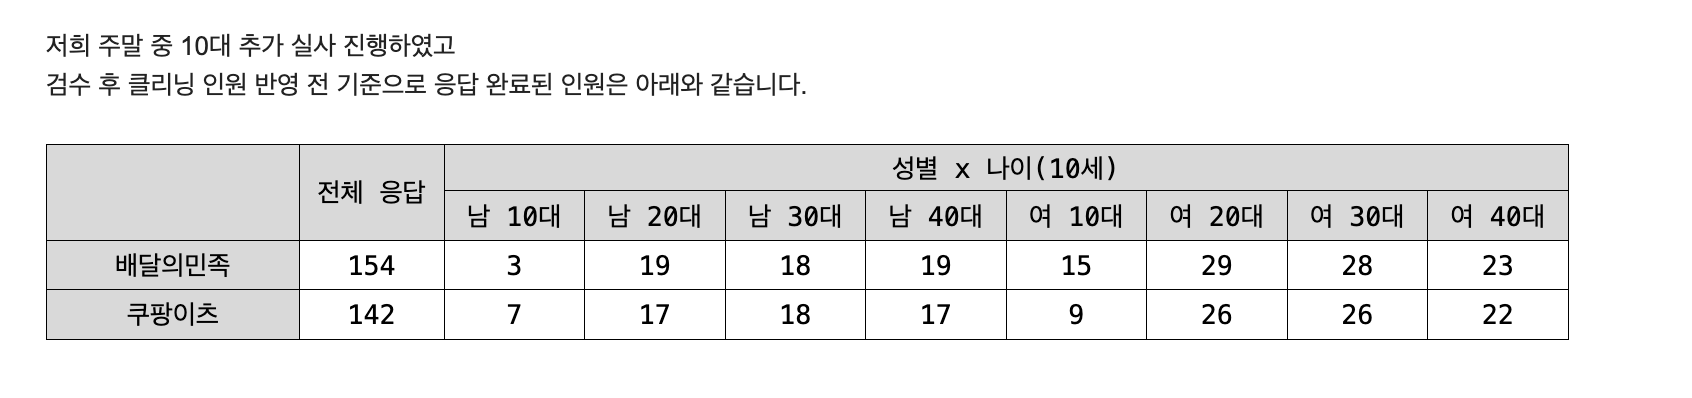 저희 주말 중 10대 추가 실사 진행하였고
검수 후 클리닝 인원 반영 전 기준으로 응답 완료된 인원은 아래와 같습니다.
전체 응답 성별 x 나이(10세)
남 10대 남 20대 남 30대 남 40대 여 10대 여 20대 여 30대 여 40대
배달의민족 154 3 19 18 19 15 29 28 23
쿠팡이츠 142 7 17 18 17 9 26 26 22